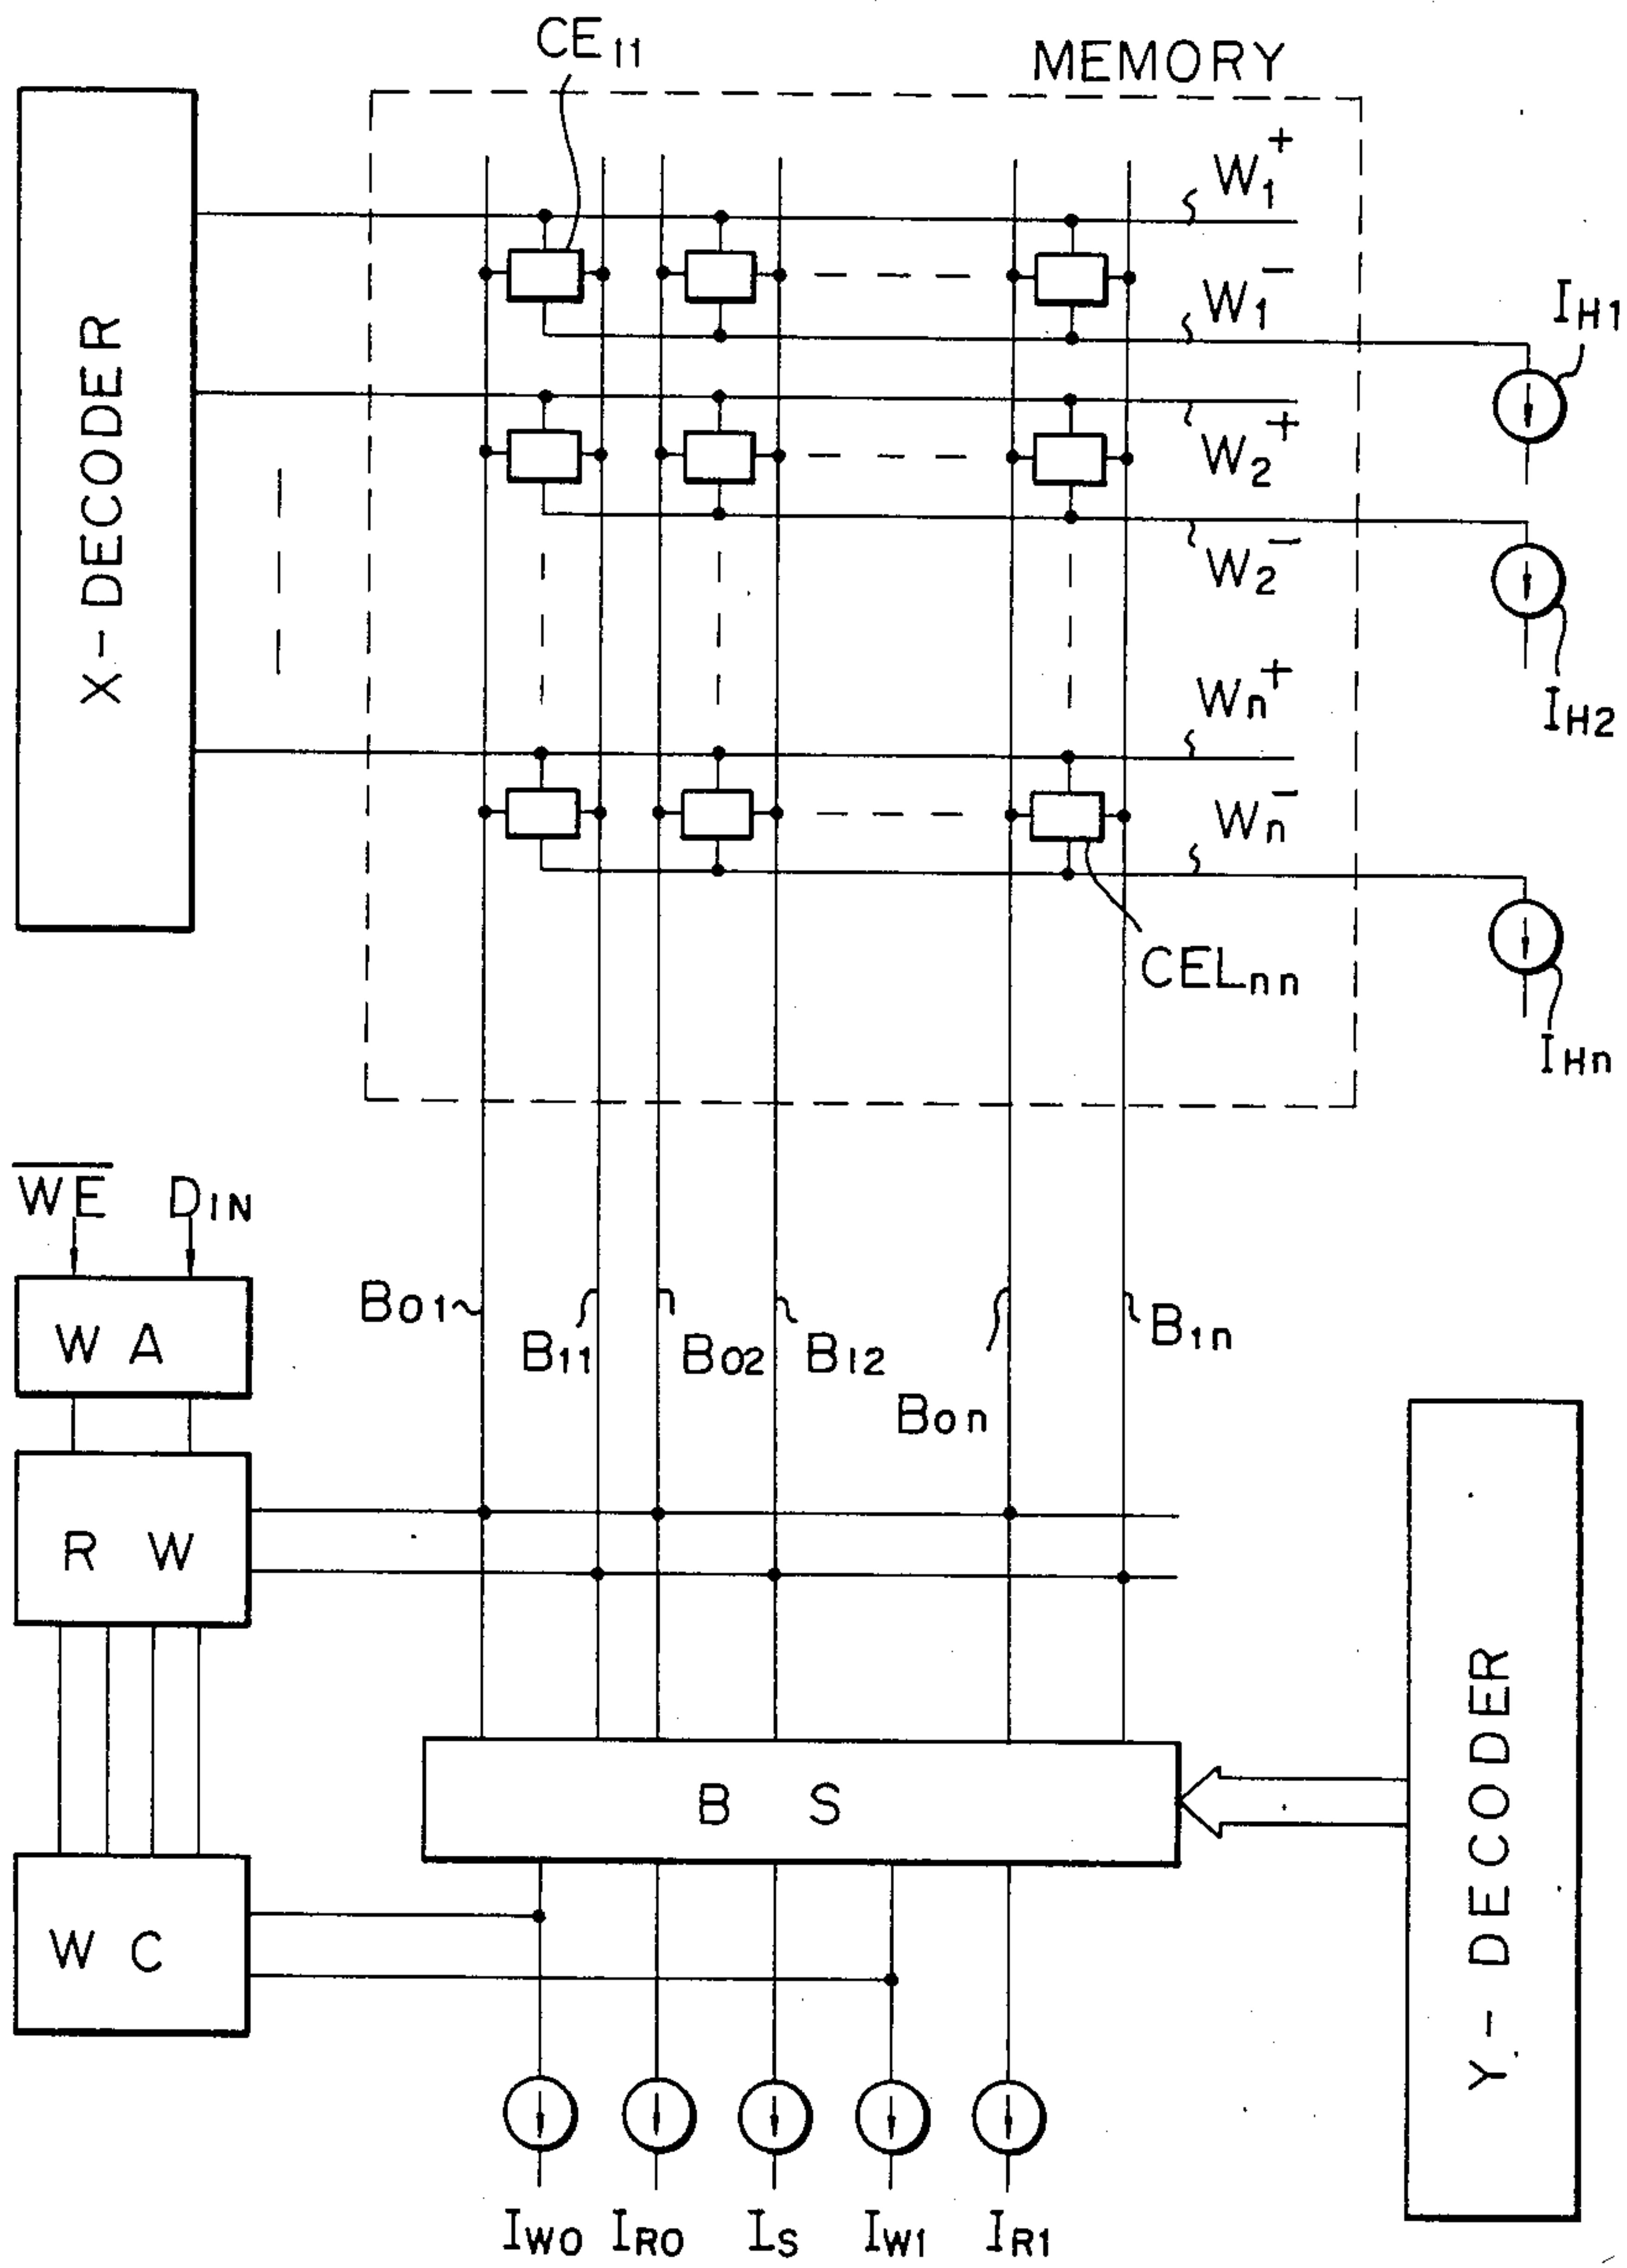 CE11
MEMORY
W1+
W1-
IH1
X-DECODER
W2+
W2-
IH2
Wn+
Wn-
CELnn
IHn
WE DIN
W A
B01
B11
B02
B12
B0n
B1n
R W
B S
Y-DECODER
W C
IW0 IR0 IS IW1 IR1